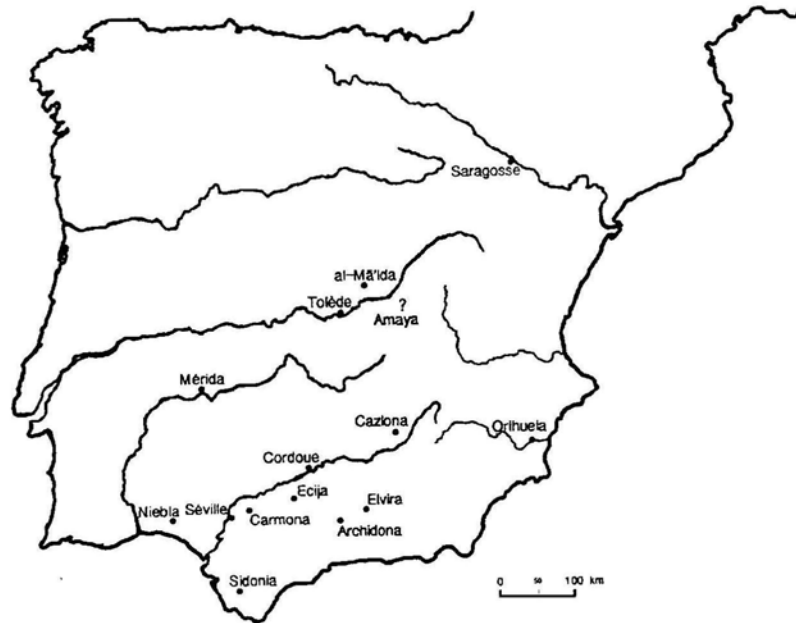 Saragosse
al-Mā'ida
Tolède
?
Amaya
Mérida
Cazlona
Orihuela
Cordoue
Ecija
Elvira
Niebla
Séville
Carmona
Archidona
Sidonia
0 50 100 km